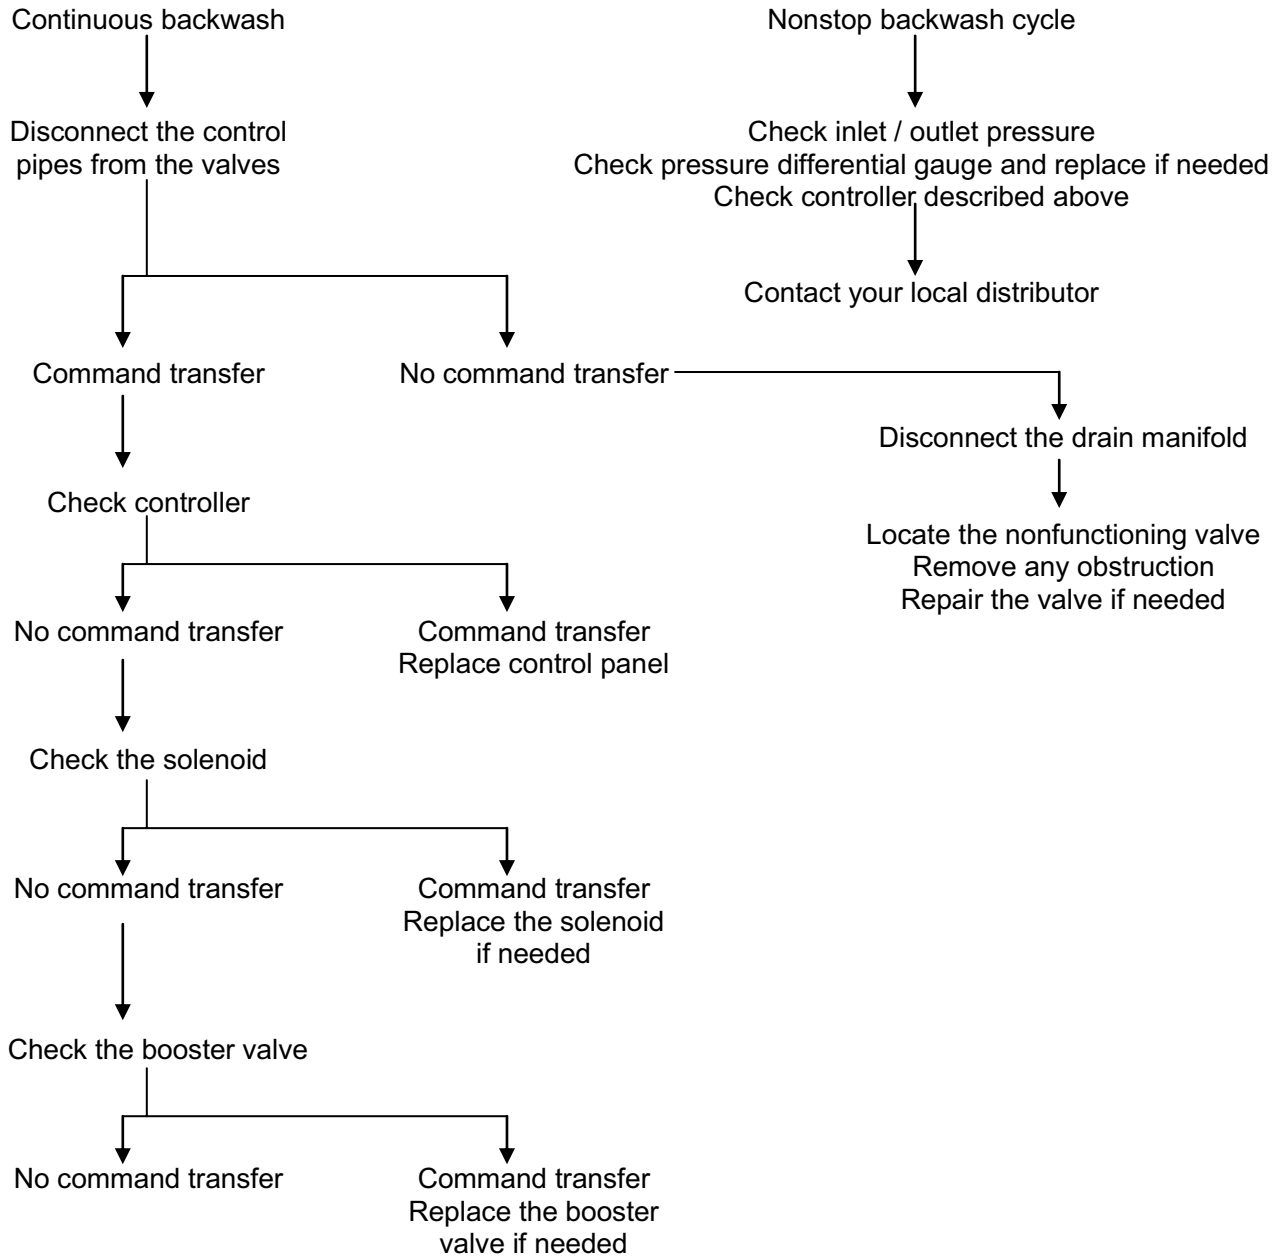 Continuous backwash
Disconnect the control
pipes from the valves
Command transfer
No command transfer
Check controller
No command transfer
Command transfer
Replace control panel
Check the solenoid
No command transfer
Command transfer
Replace the solenoid
if needed
Check the booster valve
No command transfer
Command transfer
Replace the booster
valve if needed
Disconnect the drain manifold
Locate the nonfunctioning valve
Remove any obstruction
Repair the valve if needed
Nonstop backwash cycle
Check inlet / outlet pressure
Check pressure differential gauge and replace if needed
Check controller described above
Contact your local distributor